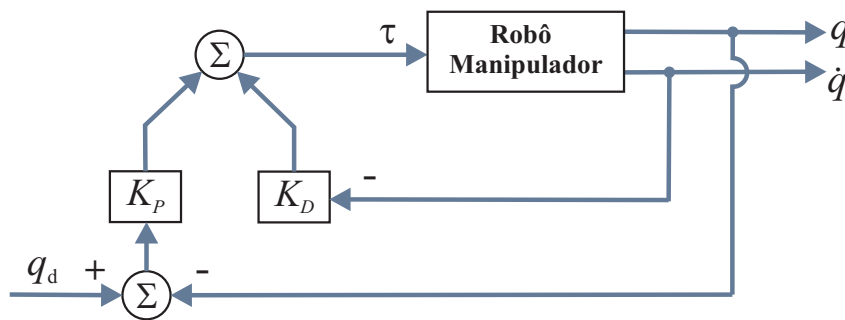 Σ
τ
Robô
Manipulador
q
q̇
K_P
K_D
-
q_d
+
Σ
-